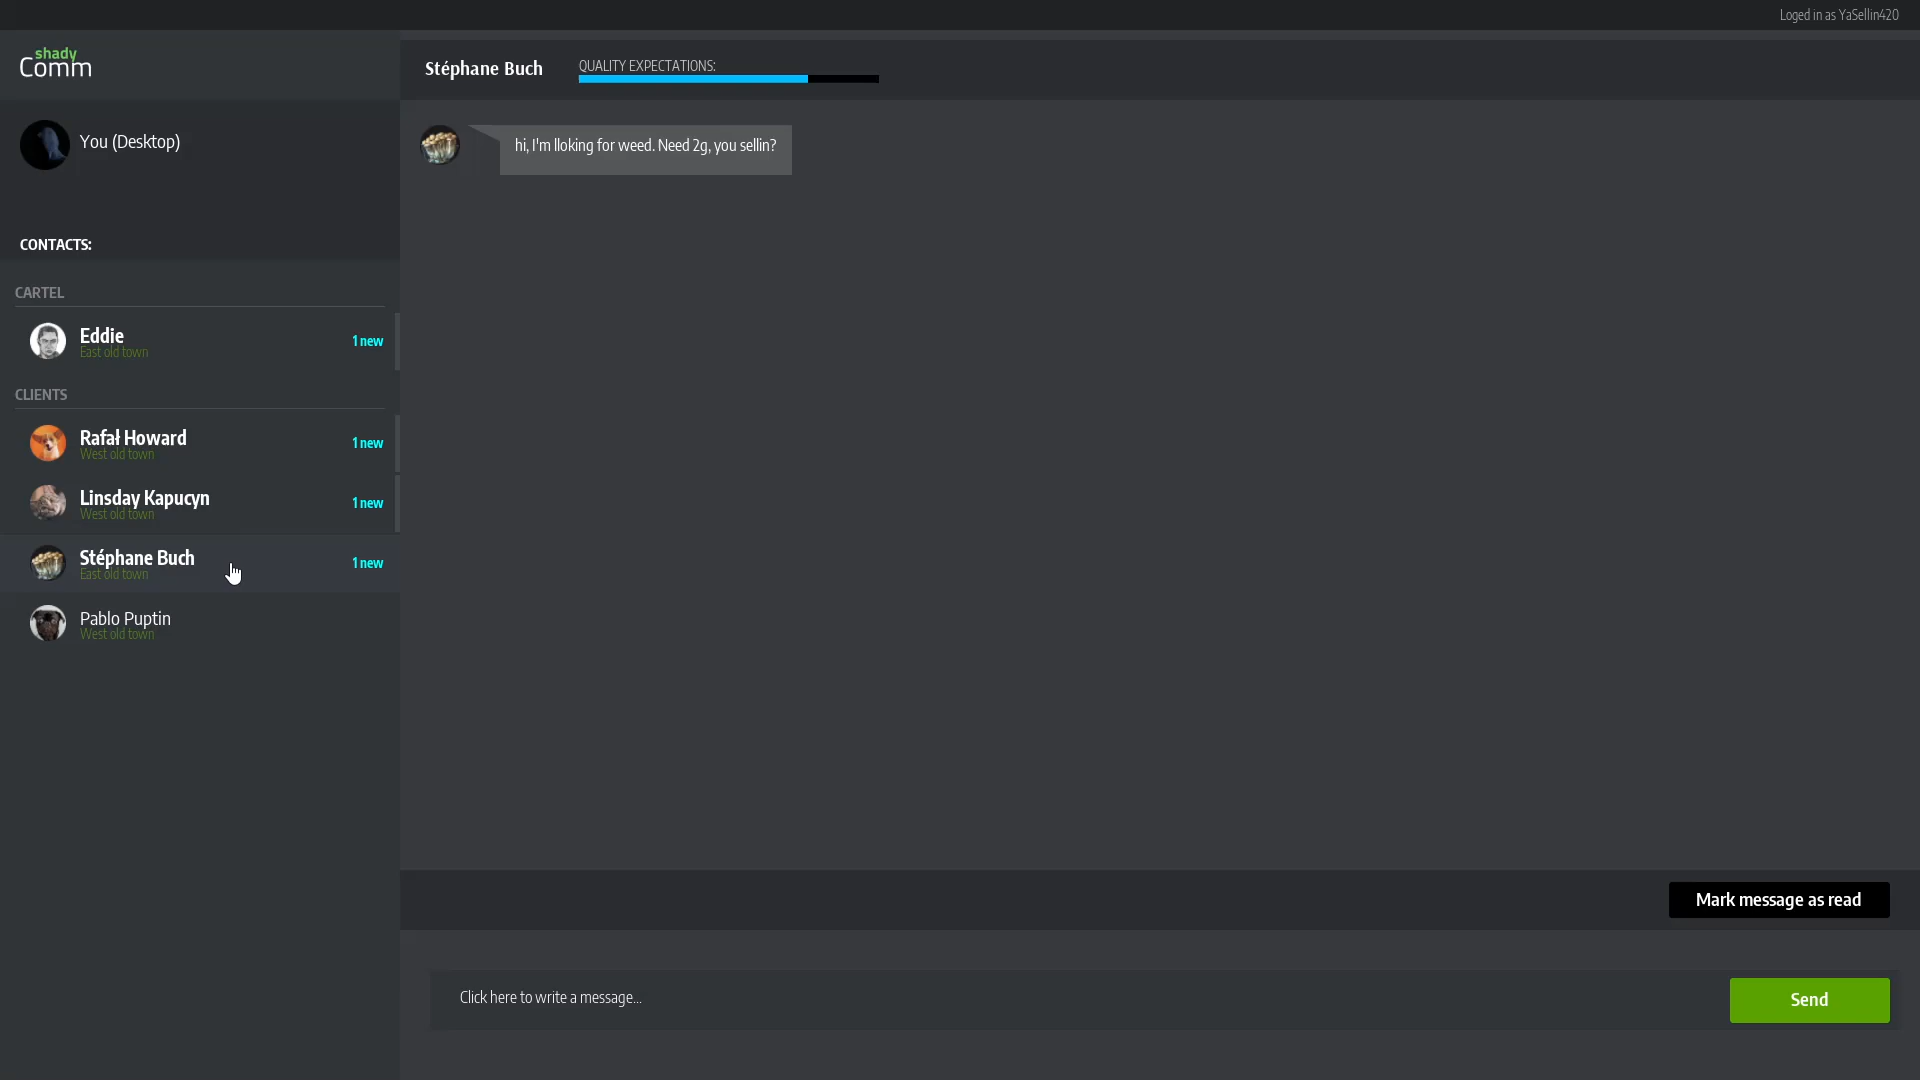 Loged in as YaSellin420
shady
Comm
You (Desktop)
CONTACTS:
CARTEL
Eddie
East old town
1 new
CLIENTS
Rafał Howard
West old town
1 new
Linsday Kapucyn
West old town
1 new
Stéphane Buch
East old town
1 new
Pablo Puptin
West old town
Stéphane Buch
QUALITY EXPECTATIONS:
hi, I'm lloking for weed. Need 2g, you sellin?
Mark message as read
Click here to write a message...
Send